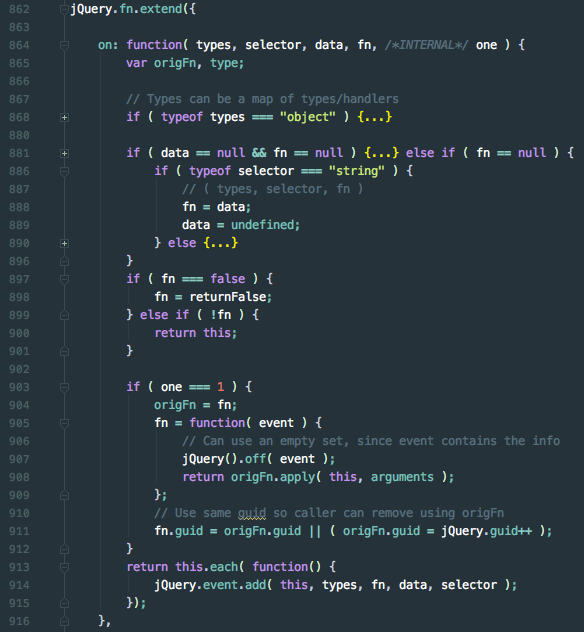 862 jQuery.fn.extend({
863
864 on: function( types, selector, data, fn, /*INTERNAL*/ one ) {
865 var origFn, type;
866
867 // Types can be a map of types/handlers
868 if ( typeof types === "object" ) {...}
880
881 if ( data == null && fn == null ) {...} else if ( fn == null ) {
886 if ( typeof selector === "string" ) {
887 // ( types, selector, fn )
888 fn = data;
889 data = undefined;
890 } else {...}
896 }
897 if ( fn === false ) {
898 fn = returnFalse;
899 } else if ( !fn ) {
900 return this;
901 }
902
903 if ( one === 1 ) {
904 origFn = fn;
905 fn = function( event ) {
906 // Can use an empty set, since event contains the info
907 jQuery().off( event );
908 return origFn.apply( this, arguments );
909 };
910 // Use same guid so caller can remove using origFn
911 fn.guid = origFn.guid || ( origFn.guid = jQuery.guid++ );
912 }
913 return this.each( function() {
914 jQuery.event.add( this, types, fn, data, selector );
915 });
916 },